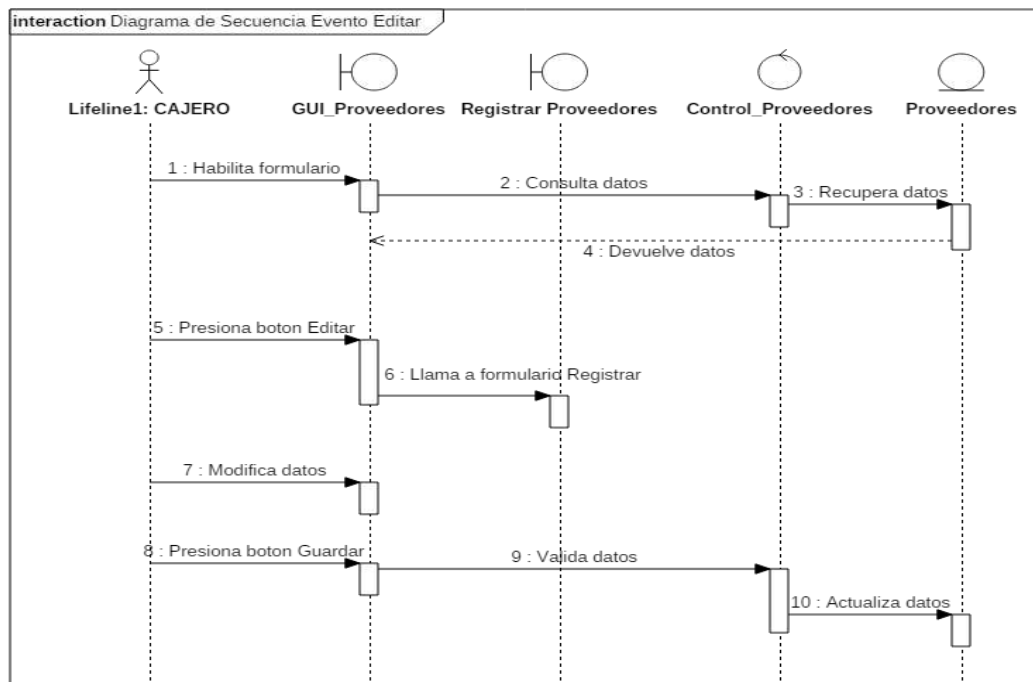 interaction Diagrama de Secuencia Evento Editar
Lifeline1: CAJERO
GUI_Proveedores
Registrar Proveedores
Control_Proveedores
Proveedores
1 : Habilita formulario
2 : Consulta datos
3 : Recupera datos
4 : Devuelve datos
5 : Presiona boton Editar
6 : Llama a formulario Registrar
7 : Modifica datos
8 : Presiona boton Guardar
9 : Valida datos
10 : Actualiza datos